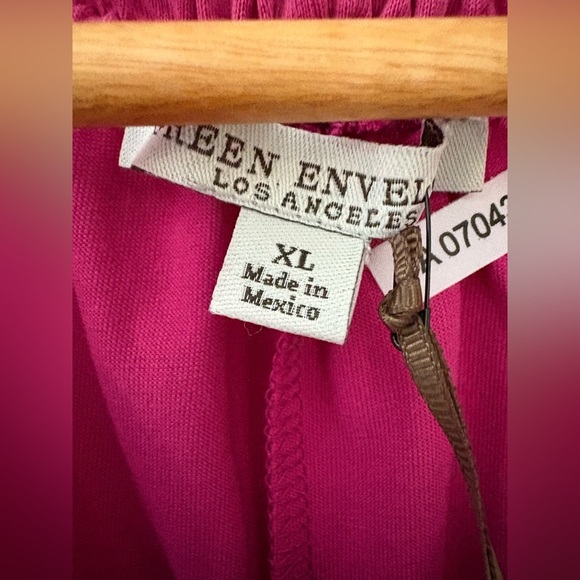 REEN ENVEL
LOS ANGELES
XL
Made in
Mexico
A 0704